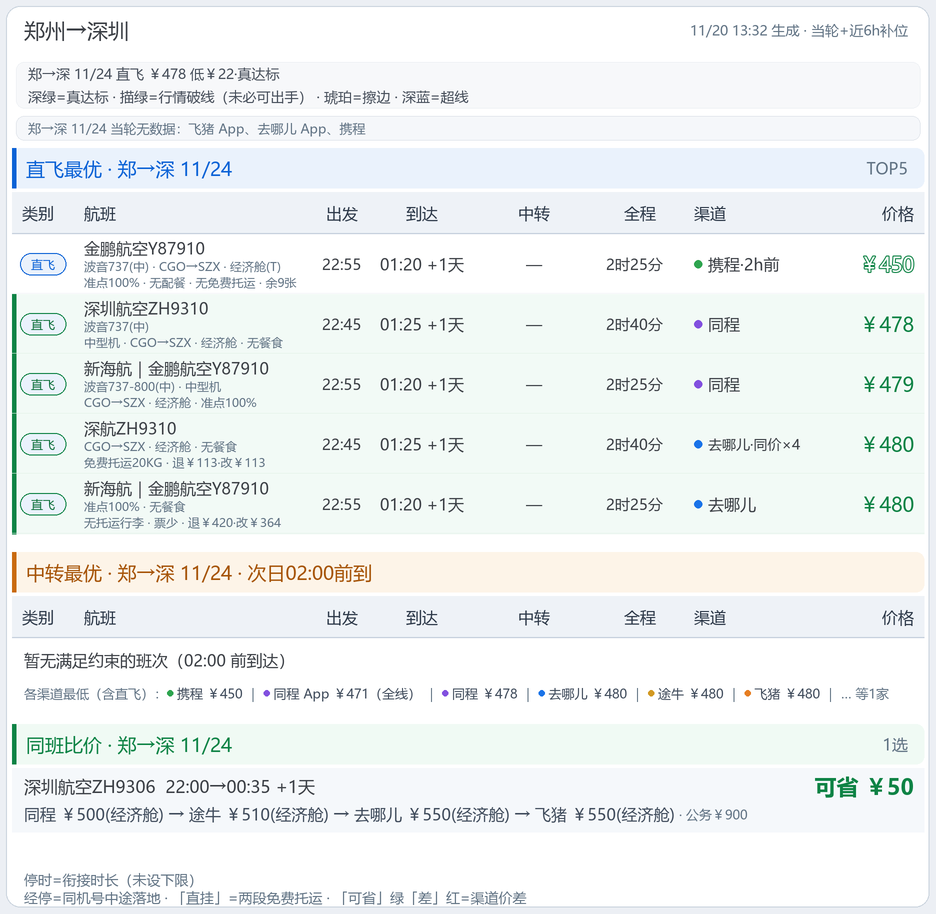 郑州→深圳
11/20 13:32 生成 · 当轮+近6h补位
郑→深 11/24 直飞 ￥478 低￥22·真达标
深绿=真达标 · 描绿=行情破线（未必可出手） · 琥珀=擦边 · 深蓝=超线
郑→深 11/24 当轮无数据：飞猪 App、去哪儿 App、携程
直飞最优 · 郑→深 11/24 TOP5
类别 航班 出发 到达 中转 全程 渠道 价格
金鹏航空Y87910
直飞 波音737(中) · CGO→SZX · 经济舱(T) 22:55 01:20 +1天 — 2时25分 携程·2h前 ￥450
准点100% · 无配餐 · 无免费托运 · 余9张
深圳航空ZH9310
直飞 波音737(中) 22:45 01:25 +1天 — 2时40分 同程 ￥478
中型机 · CGO→SZX · 经济舱 · 无餐食
新海航｜金鹏航空Y87910
直飞 波音737-800(中) · 中型机 22:55 01:20 +1天 — 2时25分 同程 ￥479
CGO→SZX · 经济舱 · 准点100%
深航ZH9310
直飞 CGO→SZX · 经济舱 · 无餐食 22:45 01:25 +1天 — 2时40分 去哪儿·同价×4 ￥480
免费托运20KG · 退￥113·改￥113
新海航｜金鹏航空Y87910
直飞 准点100% · 无餐食 22:55 01:20 +1天 — 2时25分 去哪儿 ￥480
无托运行李 · 票少 · 退￥420·改￥364
中转最优 · 郑→深 11/24 · 次日02:00前到
类别 航班 出发 到达 中转 全程 渠道 价格
暂无满足约束的班次（02:00 前到达）
各渠道最低（含直飞）: 携程 ￥450 | 同程 App ￥471（全线） | 同程 ￥478 | 去哪儿 ￥480 | 途牛 ￥480 | 飞猪 ￥480 | … 等1家
同班比价 · 郑→深 11/24 1选
深圳航空ZH9306 22:00→00:35 +1天 可省 ￥50
同程 ￥500(经济舱) → 途牛 ￥510(经济舱) → 去哪儿 ￥550(经济舱) → 飞猪 ￥550(经济舱) · 公务￥900
停时=衔接时长（未设下限）
经停=同机号中途落地 · 「直挂」=两段免费托运 · 「可省」绿「差」红=渠道价差